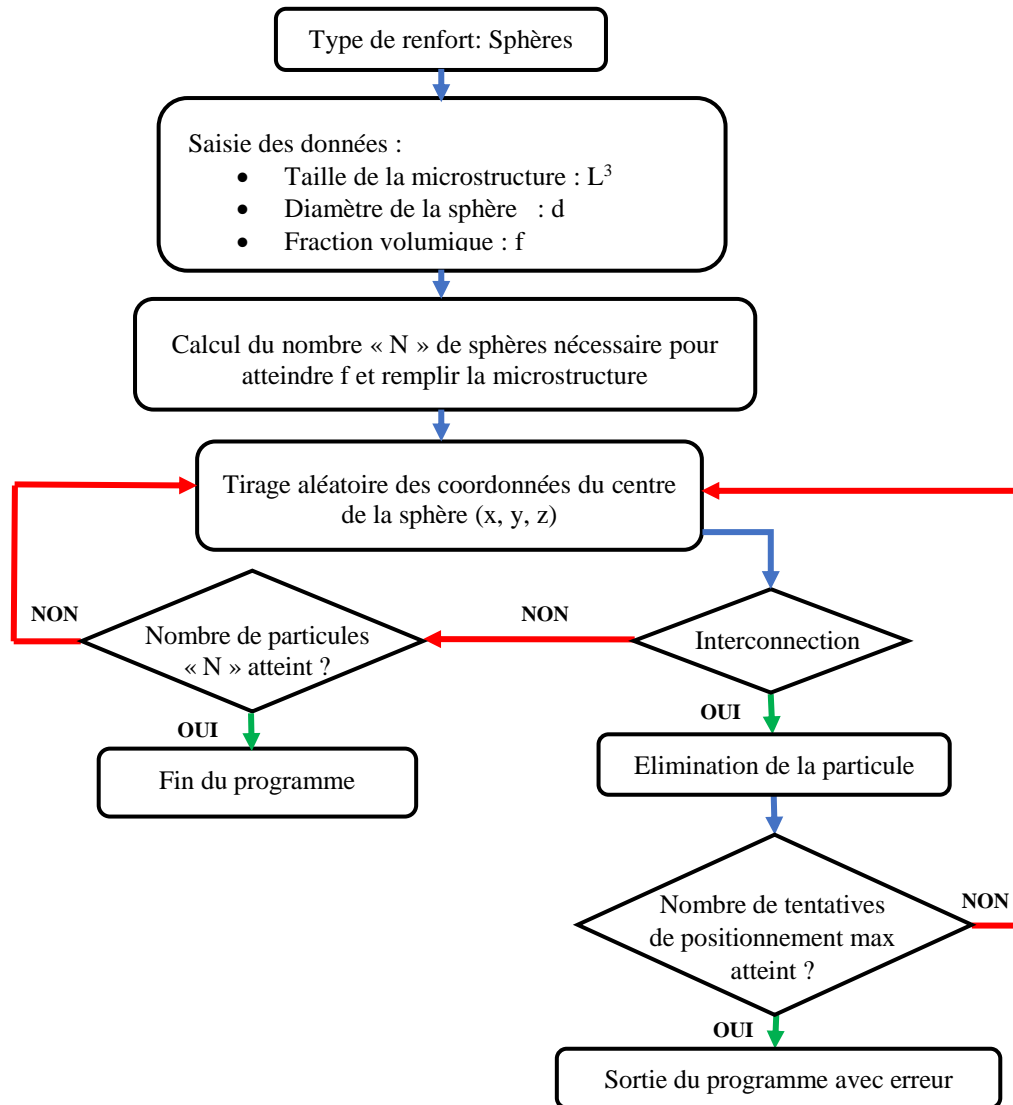 Type de renfort: Sphères
Saisie des données :
• Taille de la microstructure : L³
• Diamètre de la sphère : d
• Fraction volumique : f
Calcul du nombre « N » de sphères nécessaire pour
atteindre f et remplir la microstructure
Tirage aléatoire des coordonnées du centre
de la sphère (x, y, z)
NON
NON
Nombre de particules
« N » atteint ?
Interconnection
OUI
OUI
Fin du programme
Elimination de la particule
NON
Nombre de tentatives
de positionnement max
atteint ?
OUI
Sortie du programme avec erreur